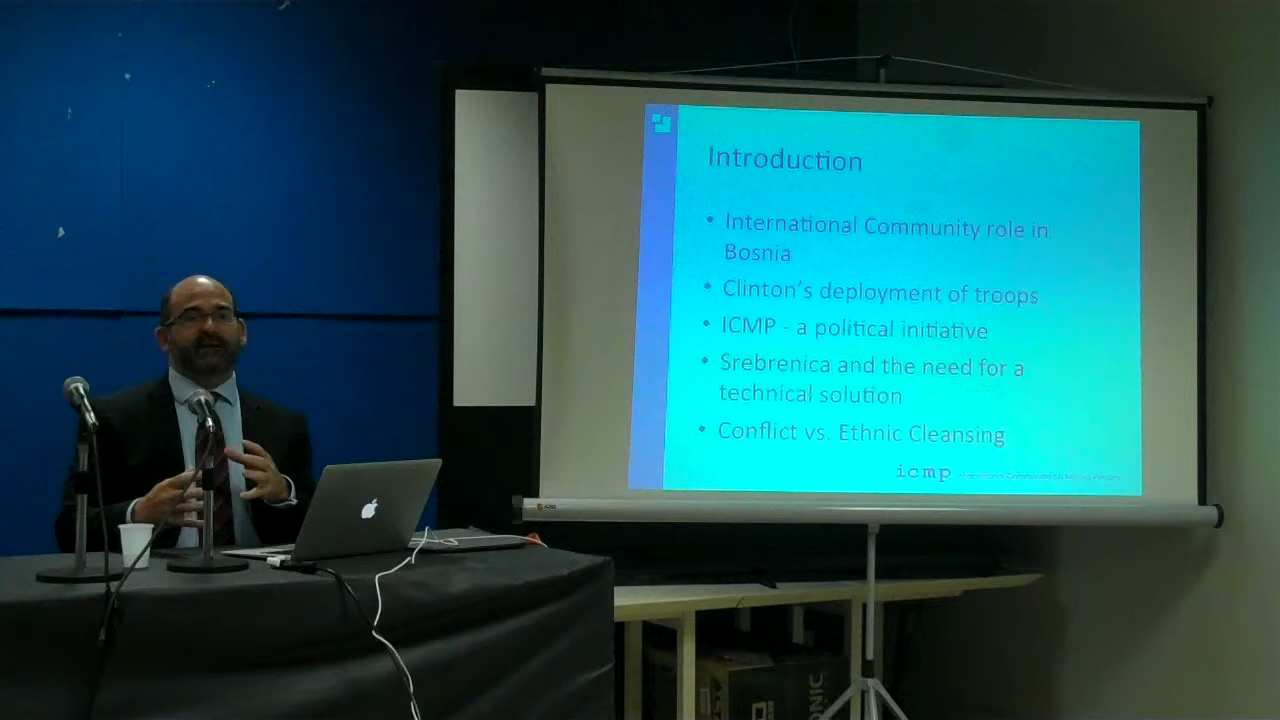 Introduction
• International Community role in
Bosnia
• Clinton's deployment of troops
• ICMP - a political initiative
• Srebrenica and the need for a
technical solution
• Conflict vs. Ethnic Cleansing
icmp